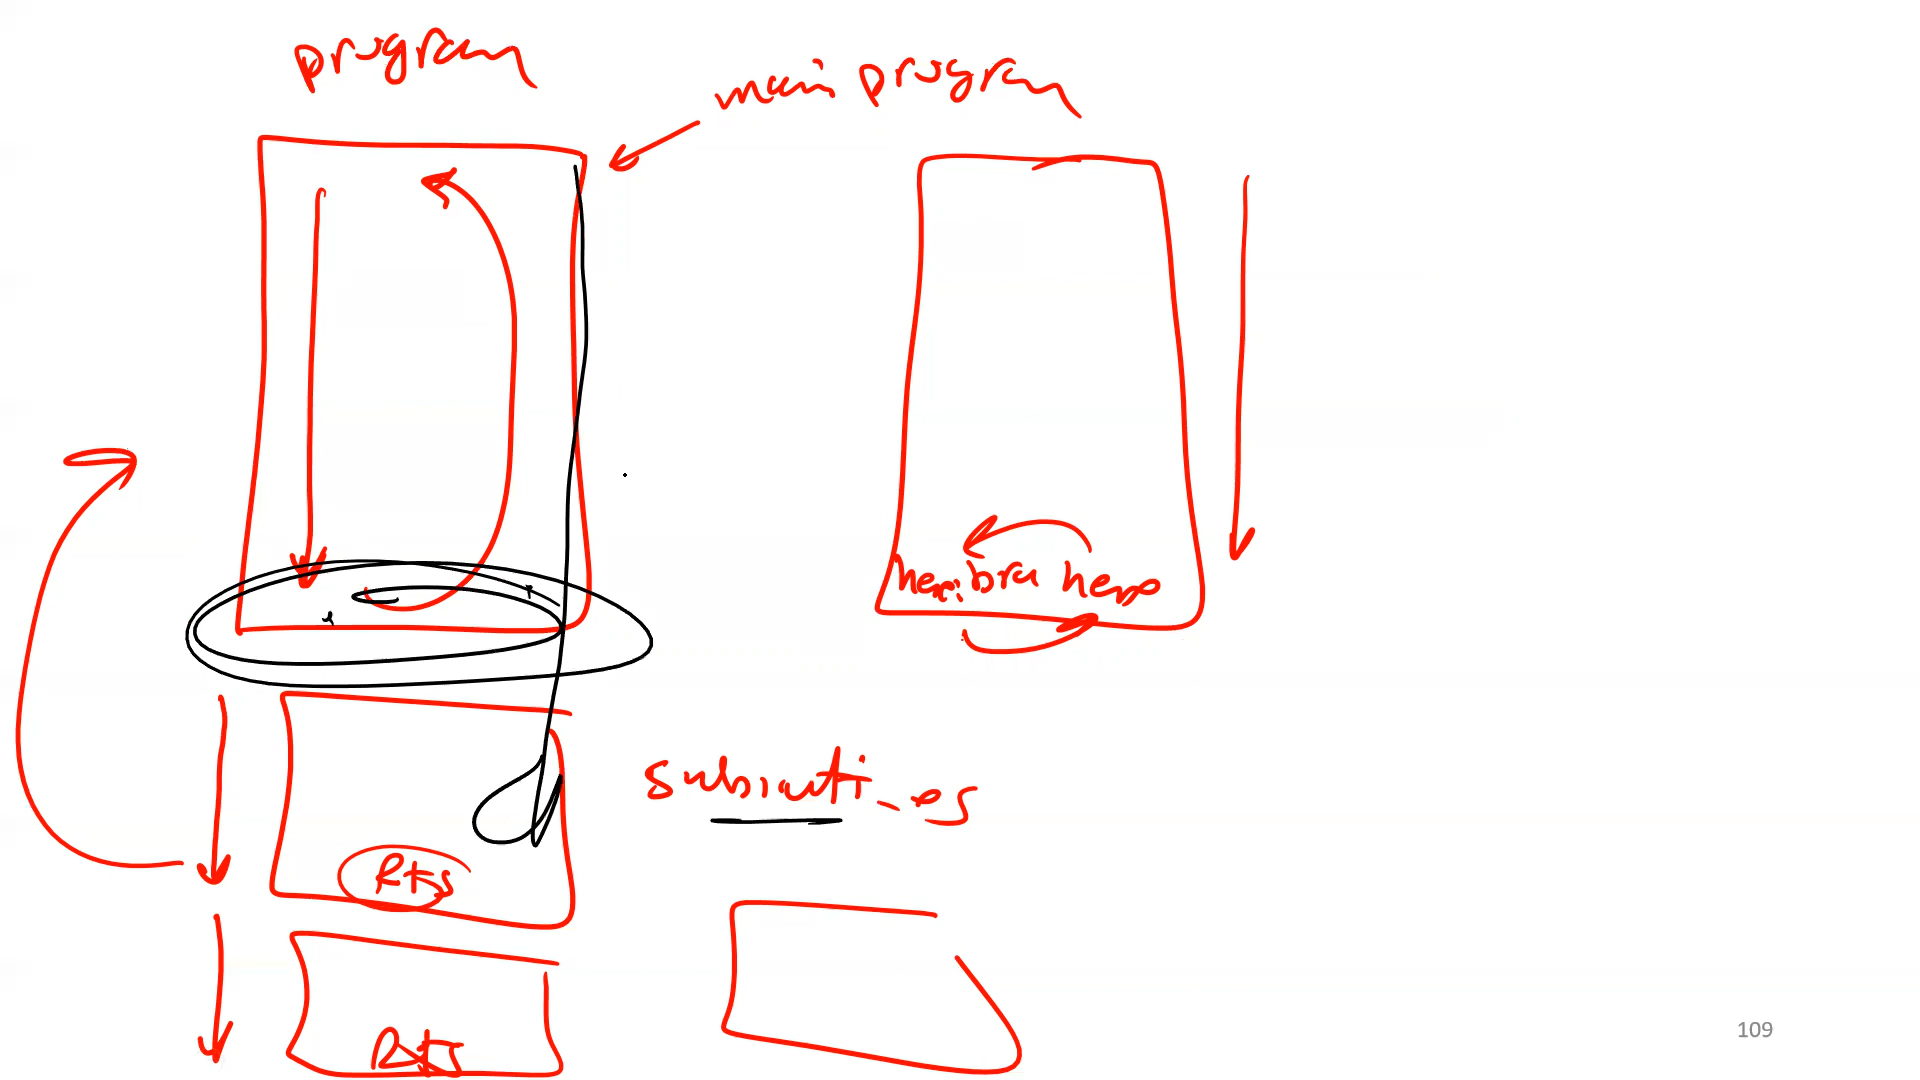 program
main program
here: bra here
subroutines
Rts
Rts
109